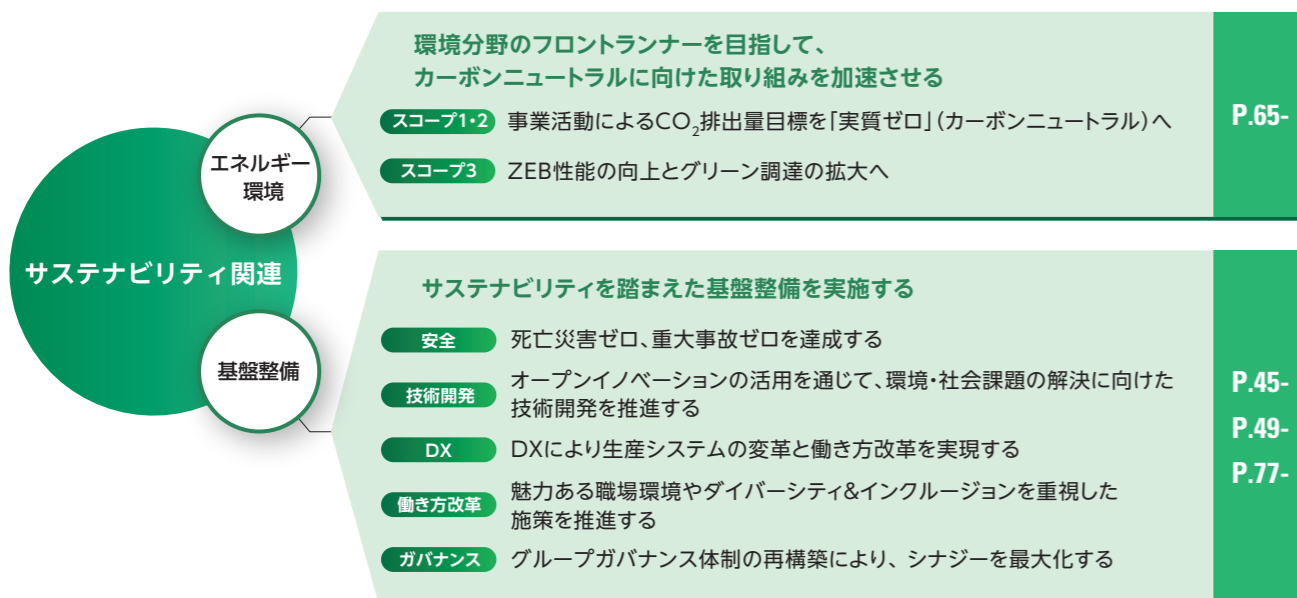 サステナビリティ関連
エネルギー
環境
環境分野のフロントランナーを目指して、
カーボンニュートラルに向けた取り組みを加速させる
スコープ1・2 事業活動によるCO₂排出量目標を「実質ゼロ」(カーボンニュートラル)へ
スコープ3 ZEB性能の向上とグリーン調達の拡大へ
P.65-
基盤整備
サステナビリティを踏まえた基盤整備を実施する
安全 死亡災害ゼロ、重大事故ゼロを達成する
技術開発 オープンイノベーションの活用を通じて、環境・社会課題の解決に向けた
技術開発を推進する
DX DXにより生産システムの変革と働き方改革を実現する
働き方改革 魅力ある職場環境やダイバーシティ&インクルージョンを重視した
施策を推進する
ガバナンス グループガバナンス体制の再構築により、シナジーを最大化する
P.45-
P.49-
P.77-